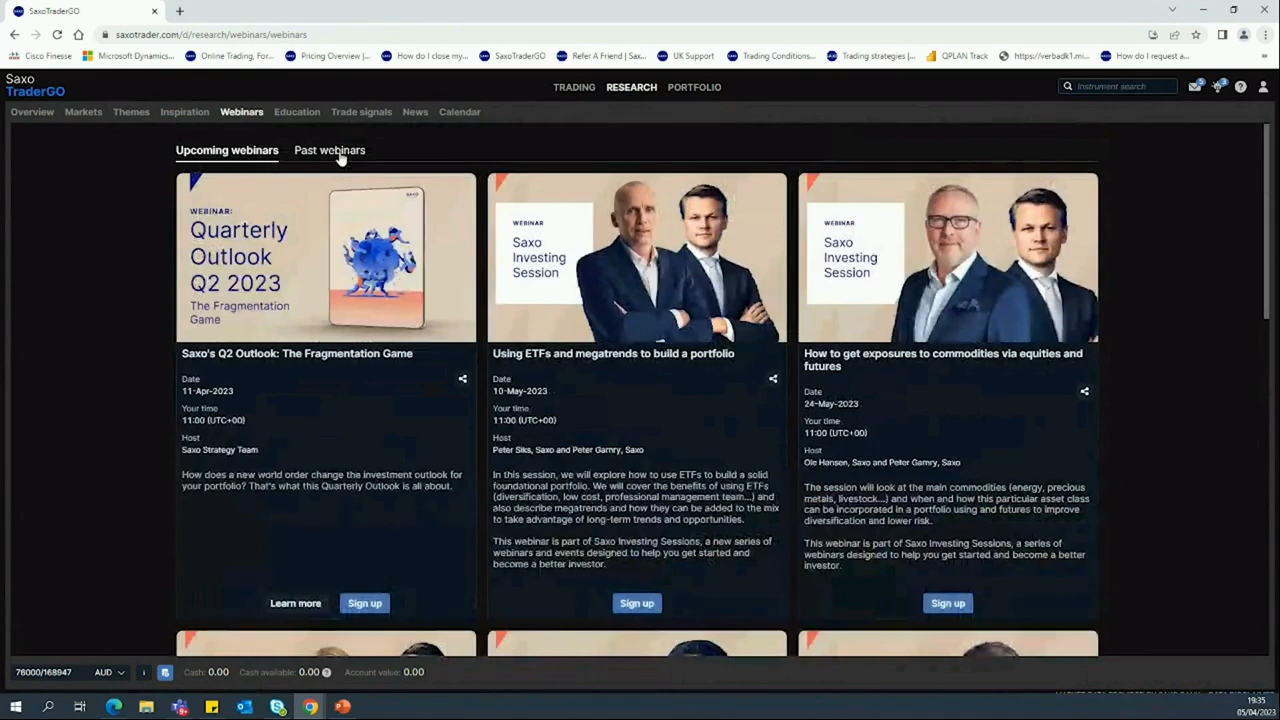 SaxoTraderGO
saxotrader.com/d/research/webinars/webinars
Cisco Finesse
Microsoft Dynamics...
Online Trading, For...
Pricing Overview |...
How do I close my...
SaxoTraderGO
Refer A Friend | Sax...
UK Support
Trading Conditions...
Trading strategies |...
QPLAN Track
https://verbadk1.mi...
How do I request a...
Saxo
TraderGO
TRADING RESEARCH PORTFOLIO
Instrument search
Overview Markets Themes Inspiration Webinars Education Trade signals News Calendar
Upcoming webinars Past webinars
WEBINAR:
Quarterly
Outlook
Q2 2023
The Fragmentation
Game
SAXO
Saxo's Q2 Outlook: The Fragmentation Game
Date
11-Apr-2023
Your time
11:00 (UTC+00)
Host
Saxo Strategy Team
How does a new world order change the investment outlook for
your portfolio? That's what this Quarterly Outlook is all about.
Learn more Sign up
WEBINAR
Saxo
Investing
Session
Using ETFs and megatrends to build a portfolio
Date
10-May-2023
Your time
11:00 (UTC+00)
Host
Peter Siks, Saxo and Peter Garnry, Saxo
In this session, we will explore how to use ETFs to build a solid
foundational portfolio. We will cover the benefits of using ETFs
(diversification, low cost, professional management team...) and
also describe megatrends and how they can be added to the mix
to take advantage of long-term trends and opportunities.
This webinar is part of Saxo Investing Sessions, a new series of
webinars and events designed to help you get started and
become a better investor.
Sign up
WEBINAR
Saxo
Investing
Session
How to get exposures to commodities via equities and
futures
Date
24-May-2023
Your time
11:00 (UTC+00)
Host
Ole Hansen, Saxo and Peter Garnry, Saxo
The session will look at the main commodities (energy, precious
metals, livestock...) and when and how this particular asset class
can be incorporated in a portfolio using and futures to improve
diversification and lower risk.
This webinar is part of Saxo Investing Sessions, a series of
webinars designed to help you get started and become a better
investor.
Sign up
76000/168947 AUD Cash: 0.00 Cash available: 0.00 Account value: 0.00
19:35
05/04/2023